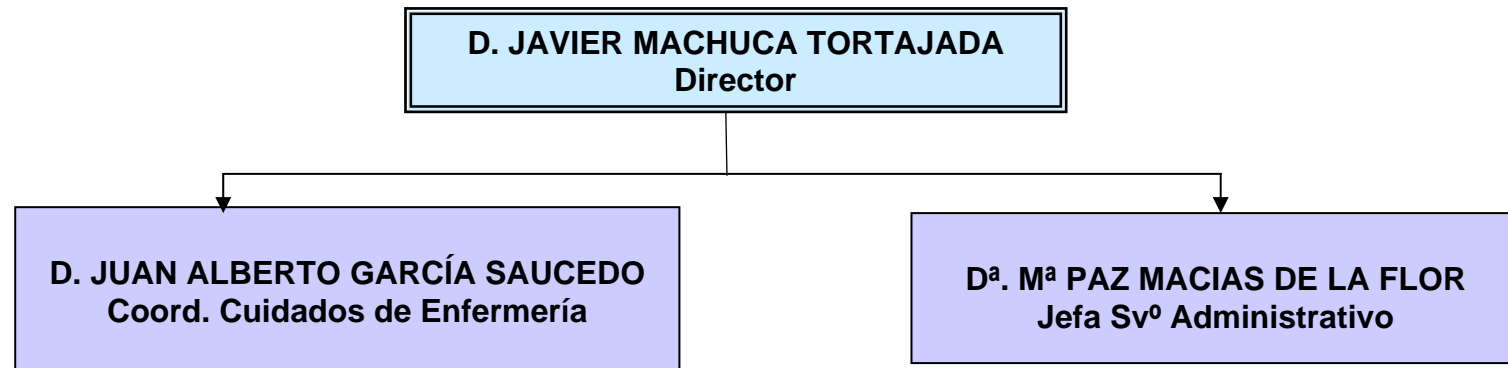 D. JAVIER MACHUCA TORTAJADA
Director
D. JUAN ALBERTO GARCÍA SAUCEDO
Coord. Cuidados de Enfermería
Dª. Mª PAZ MACIAS DE LA FLOR
Jefa Svº Administrativo